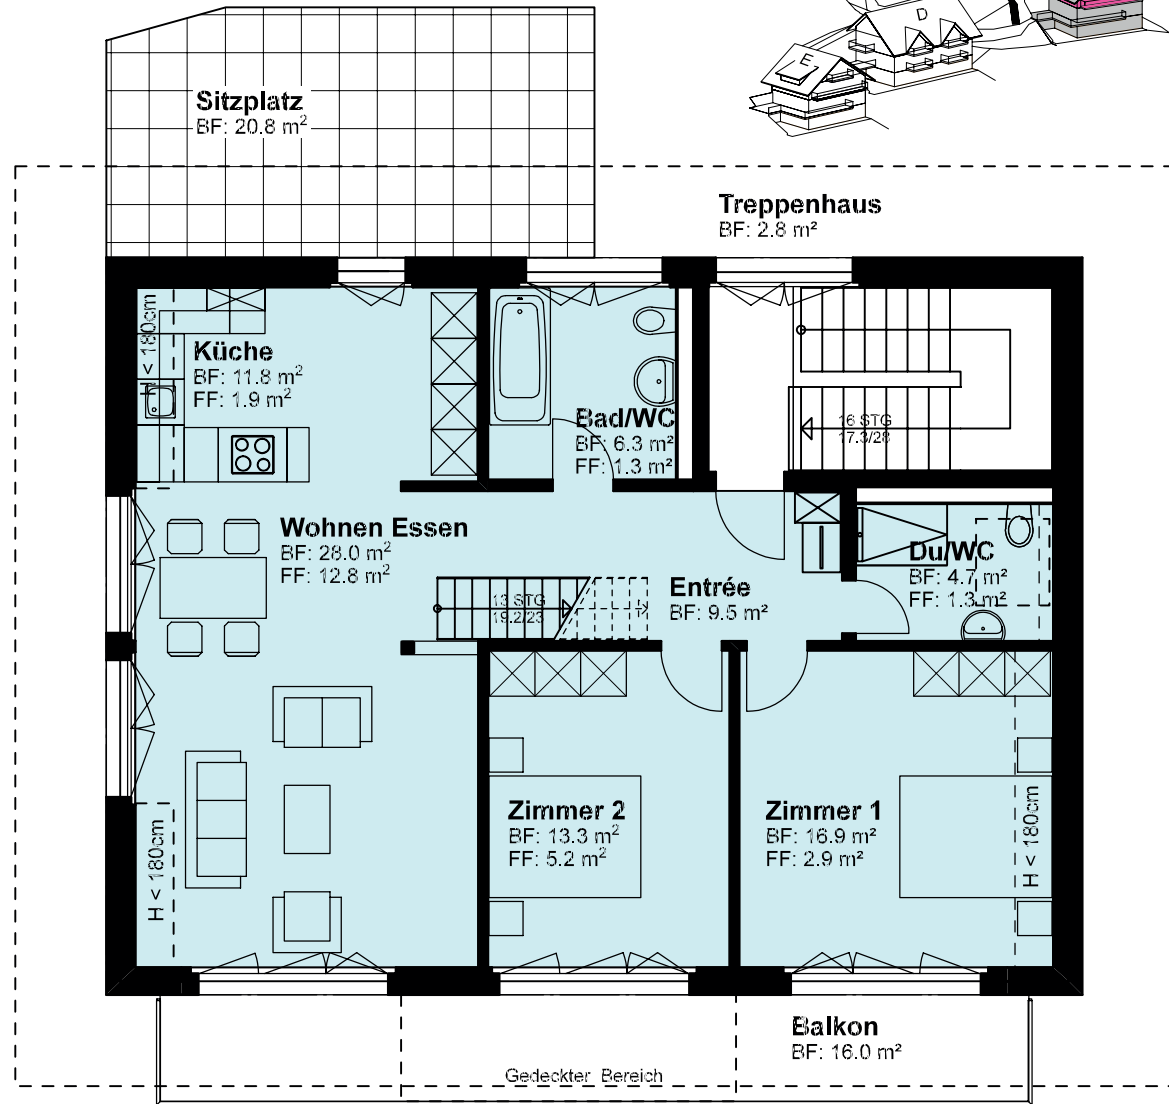 D
E
Sitzplatz
BF: 20.8 m²
Treppenhaus
BF: 2.8 m²
H < 180cm
Küche
BF: 11.8 m²
FF: 1.9 m²
Bad/WC
BF: 6.3 m²
FF: 1.3 m²
16 STG
17.3/28
Wohnen Essen
BF: 28.0 m²
FF: 12.8 m²
Du/WC
BF: 4.7 m²
FF: 1.3 m²
13 STG
19.2/23
Entrée
BF: 9.5 m²
H < 180cm
Zimmer 2
BF: 13.3 m²
FF: 5.2 m²
Zimmer 1
BF: 16.9 m²
FF: 2.9 m²
H < 180cm
Balkon
BF: 16.0 m²
Gedeckter Bereich